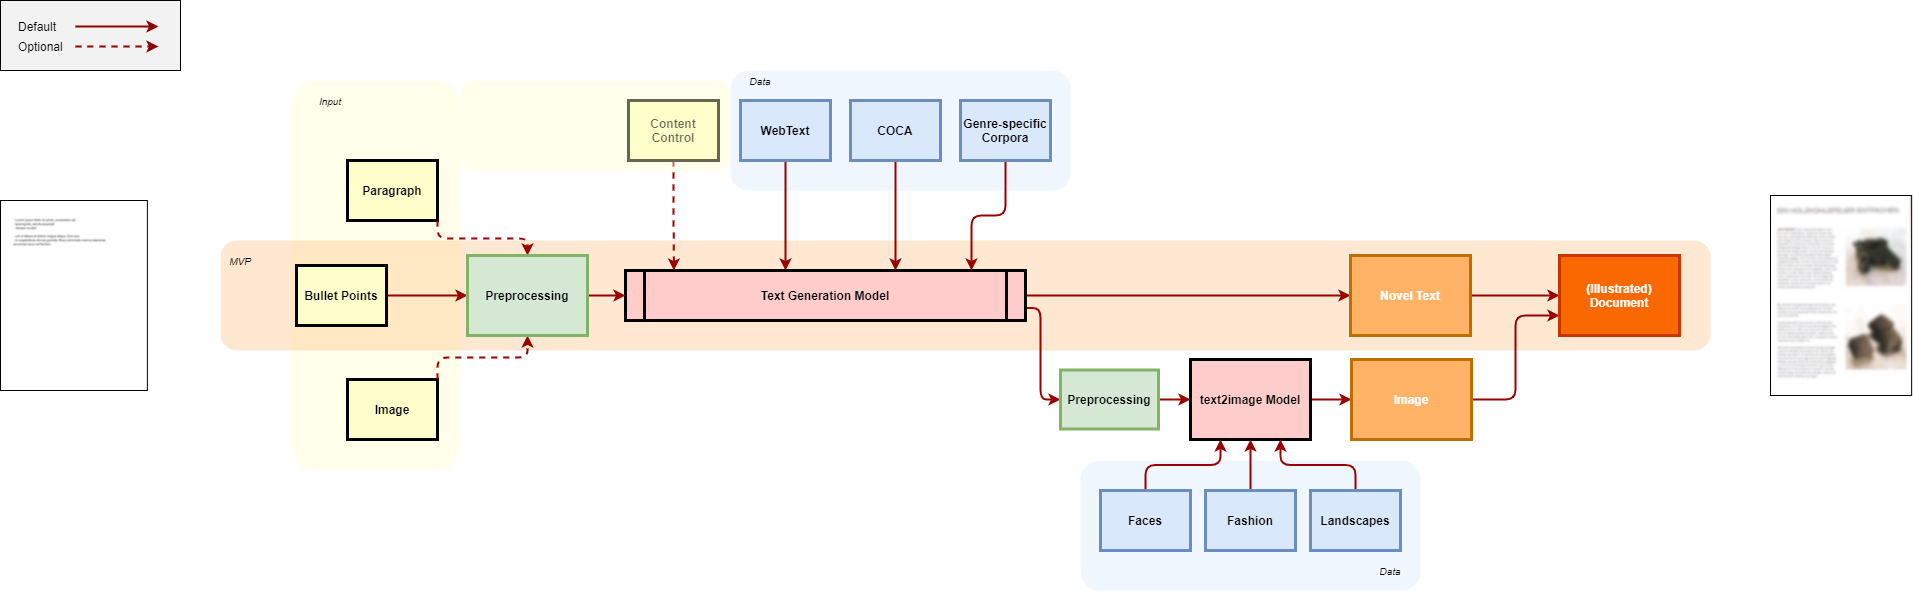 Default
Optional
Data
Input
Content
Control
WebText
COCA
Genre-specific
Corpora
Paragraph
MVP
Bullet Points
Preprocessing
Text Generation Model
Novel Text
(Illustrated)
Document
Image
Preprocessing
text2image Model
Image
Faces
Fashion
Landscapes
Data